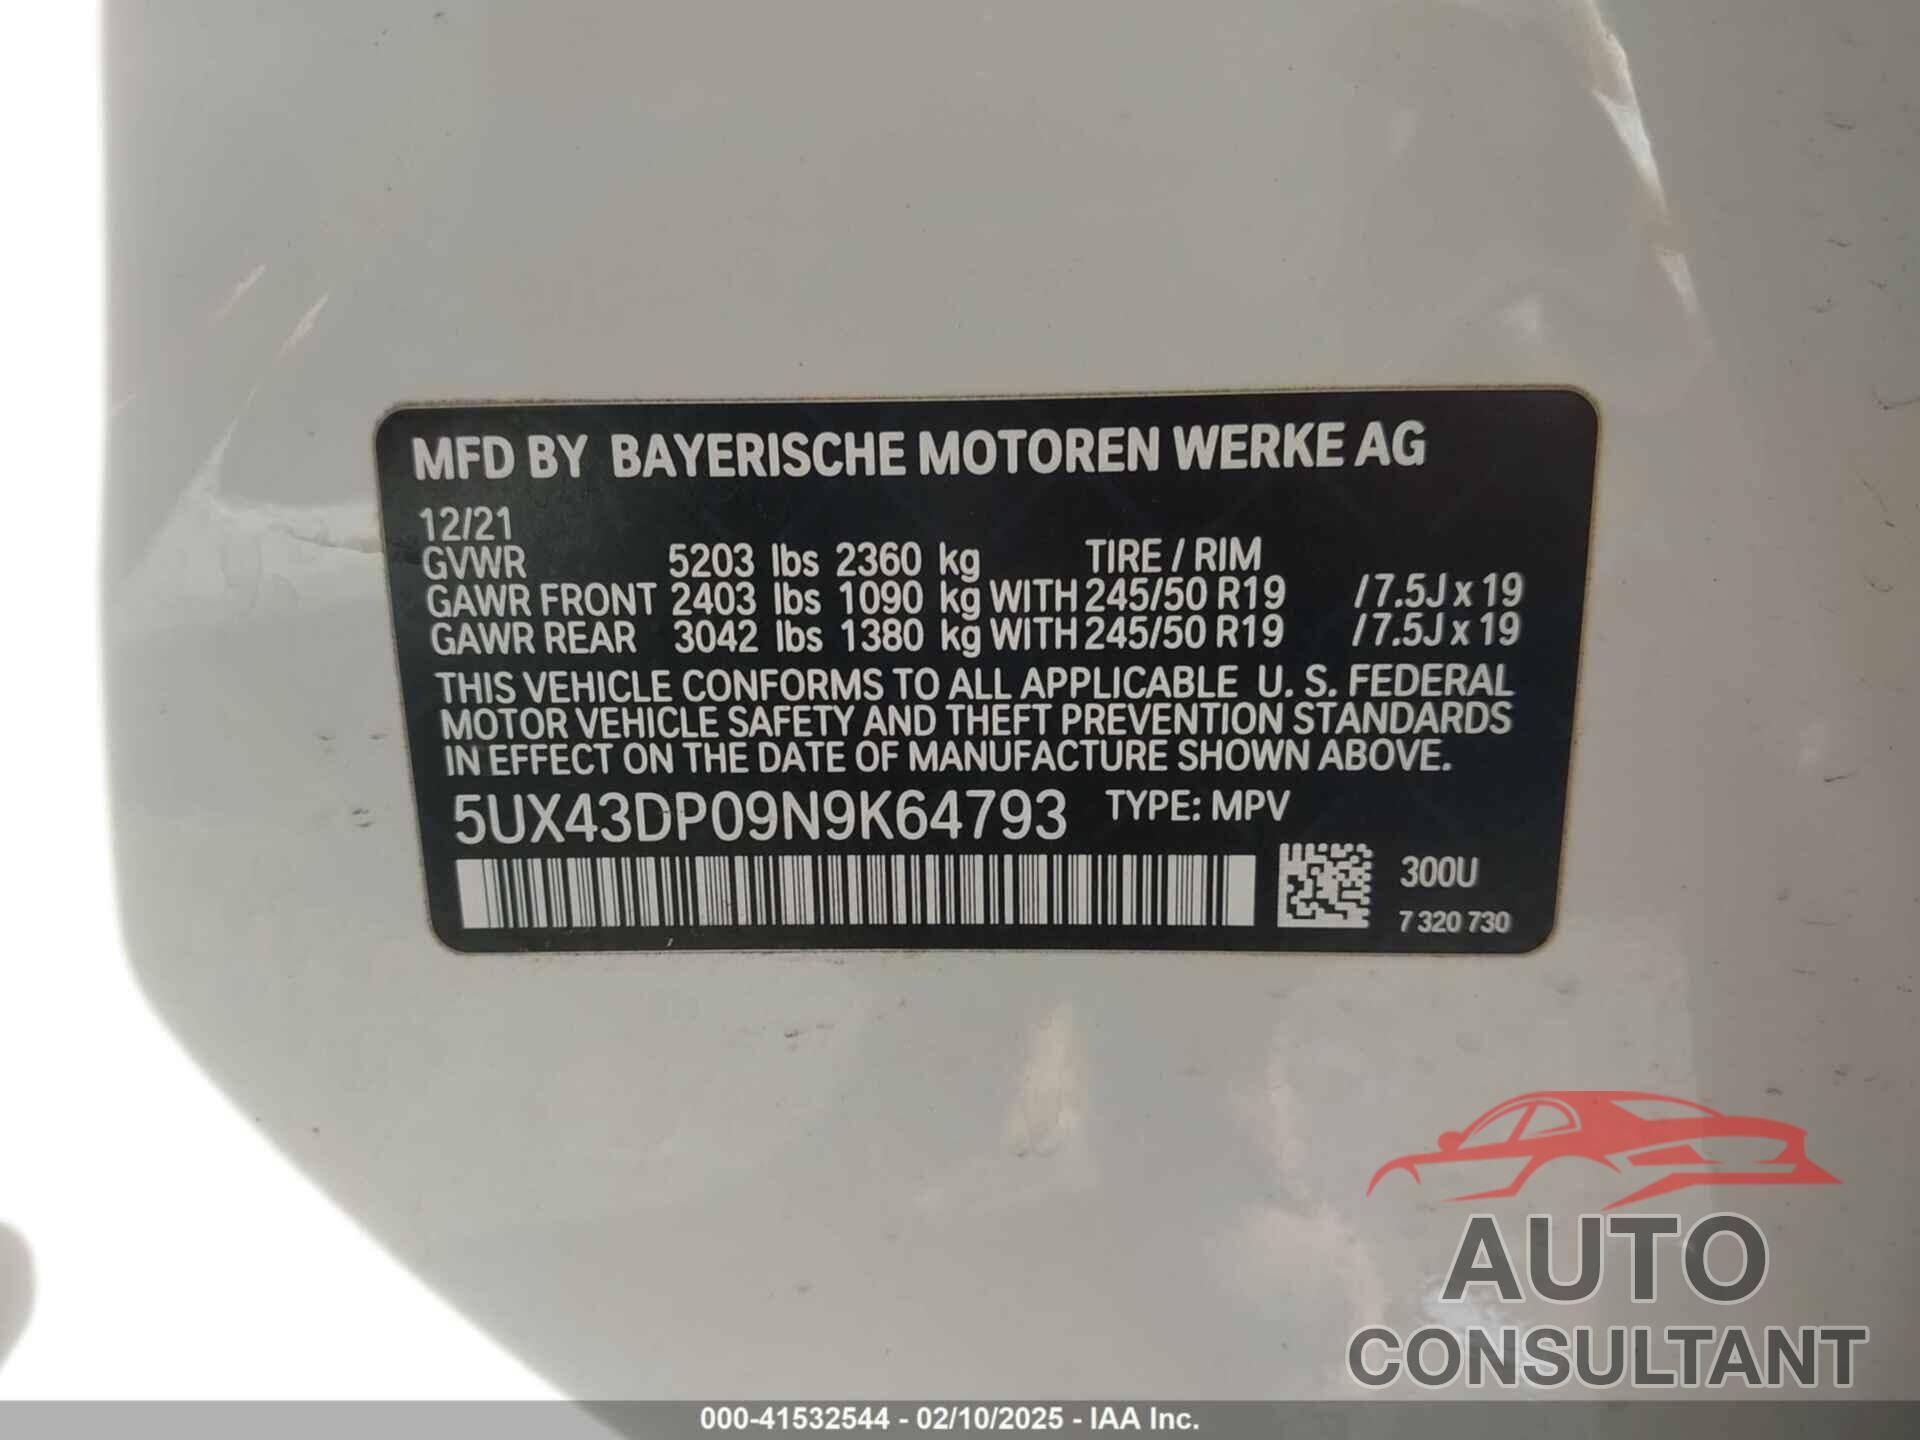 MFD BY BAYERISCHE MOTOREN WERKE AG
12/21
GVWR 5203 lbs 2360 kg TIRE / RIM
GAWR FRONT 2403 lbs 1090 kg WITH 245/50 R19 / 7.5J x 19
GAWR REAR 3042 lbs 1380 kg WITH 245/50 R19 / 7.5J x 19
THIS VEHICLE CONFORMS TO ALL APPLICABLE U. S. FEDERAL
MOTOR VEHICLE SAFETY AND THEFT PREVENTION STANDARDS
IN EFFECT ON THE DATE OF MANUFACTURE SHOWN ABOVE.
5UX43DP09N9K64793 TYPE: MPV
300U
7 320 730
AUTO
CONSULTANT
000-41532544 - 02/10/2025 - IAA Inc.